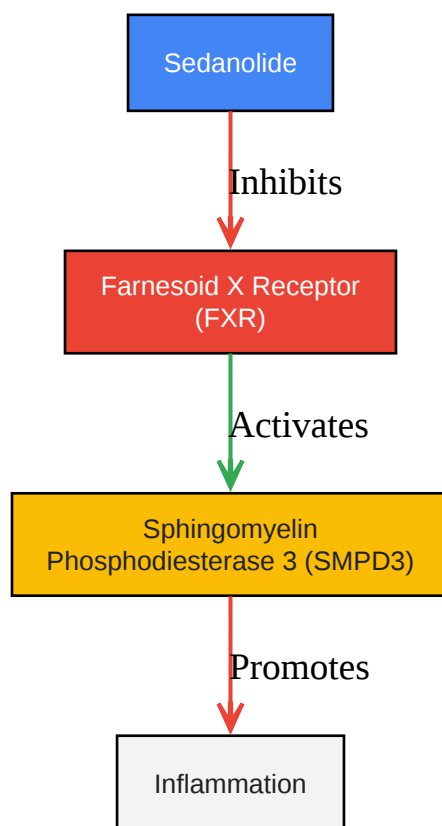 Sedanolide
Inhibits
Farnesoid X Receptor
(FXR)
Activates
Sphingomyelin
Phosphodiesterase 3 (SMPD3)
Promotes
Inflammation